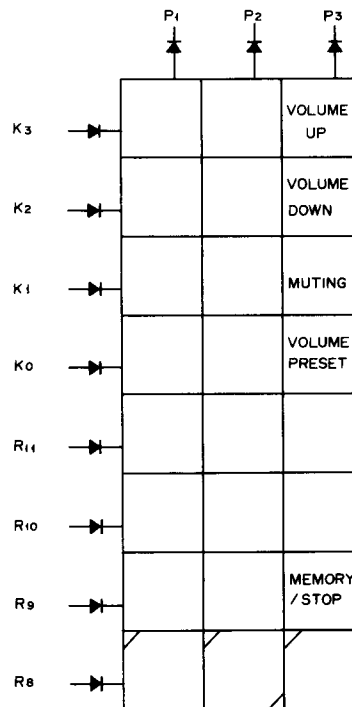 P1 P2 P3
K3
VOLUME
UP
K2
VOLUME
DOWN
K1
MUTING
K0
VOLUME
PRESET
R11
R10
R9
MEMORY
/ STOP
R8